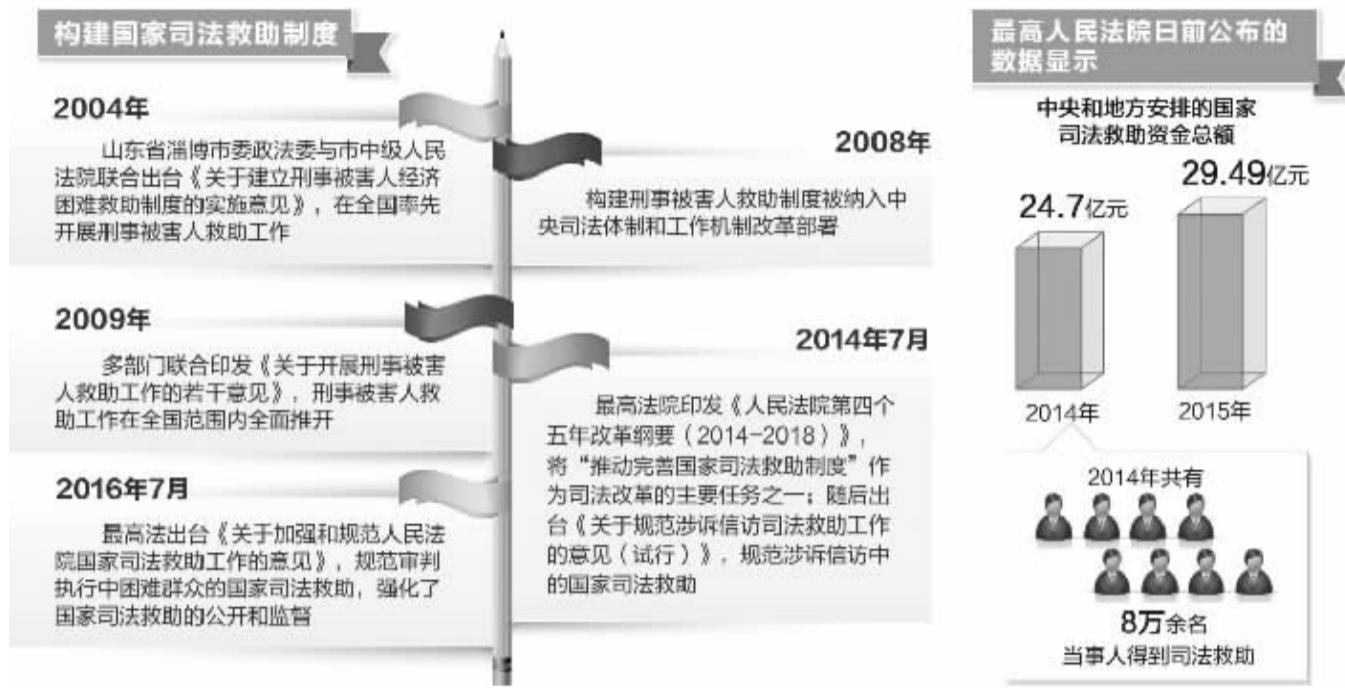 构建国家司法救助制度
2004年
山东省淄博市委政法委与市中级人民
法院联合出台《关于建立刑事被害人经济
困难救助制度的实施意见》，在全国率先
开展刑事被害人救助工作
2008年
构建刑事被害人救助制度被纳入中
央司法体制和工作机制改革部署
2009年
多部门联合印发《关于开展刑事被害
人救助工作的若干意见》，刑事被害人救
助工作在全国范围内全面推开
2014年7月
最高法院印发《人民法院第四个
五年改革纲要（2014-2018）》，
将“推动完善国家司法救助制度”作
为司法改革的主要任务之一；随后出
台《关于规范涉诉信访司法救助工作
的意见（试行）》，规范涉诉信访中
的国家司法救助
2016年7月
最高法出台《关于加强和规范人民法
院国家司法救助工作的意见》，规范审判
执行中困难群众的国家司法救助，强化了
国家司法救助的公开和监督
最高人民法院日前公布的
数据显示
中央和地方安排的国家
司法救助资金总额
29.49亿元
24.7亿元
2014年
2015年
2014年共有
8万余名
当事人得到司法救助